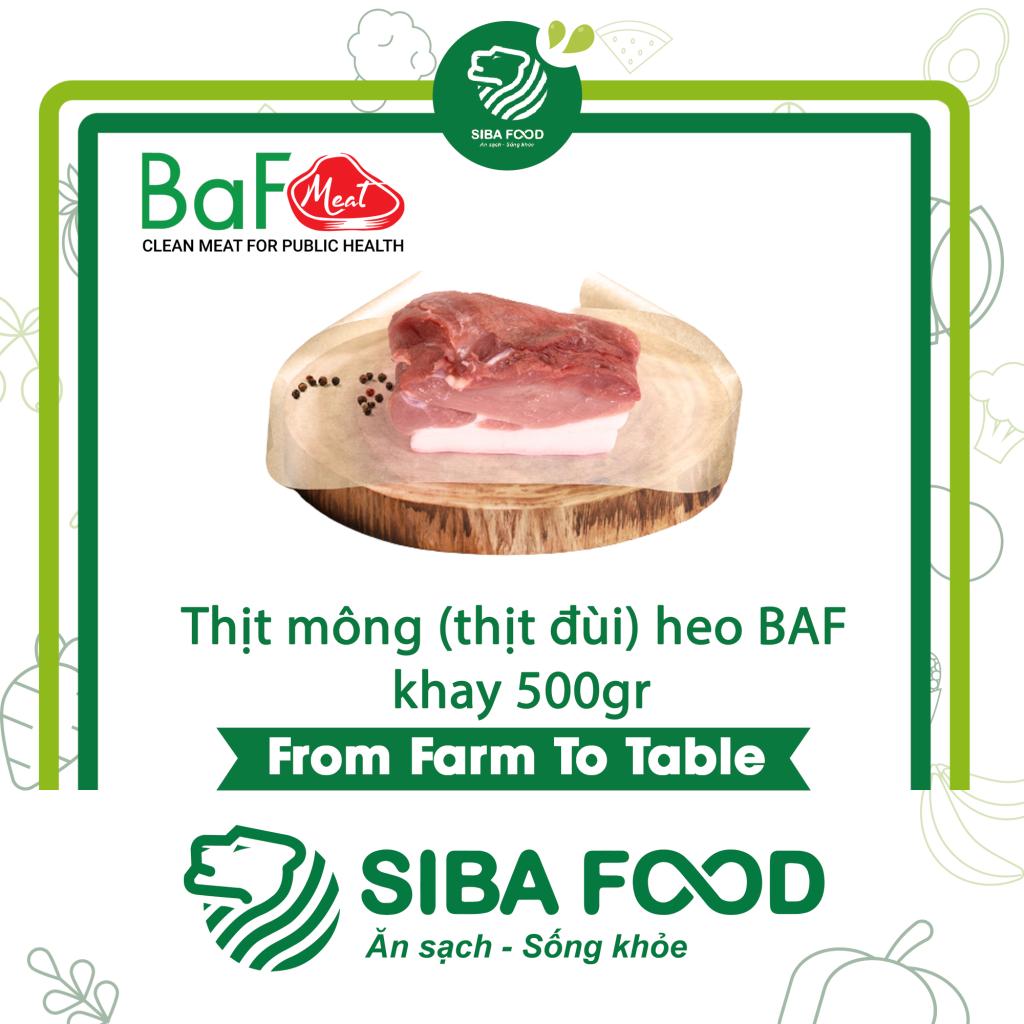 SIBA FOOD
Ăn sạch - Sống khỏe
BaF Meat
CLEAN MEAT FOR PUBLIC HEALTH
Thịt mông (thịt đùi) heo BAF
khay 500gr
From Farm To Table
SIBA FOOD
Ăn sạch - Sống khỏe